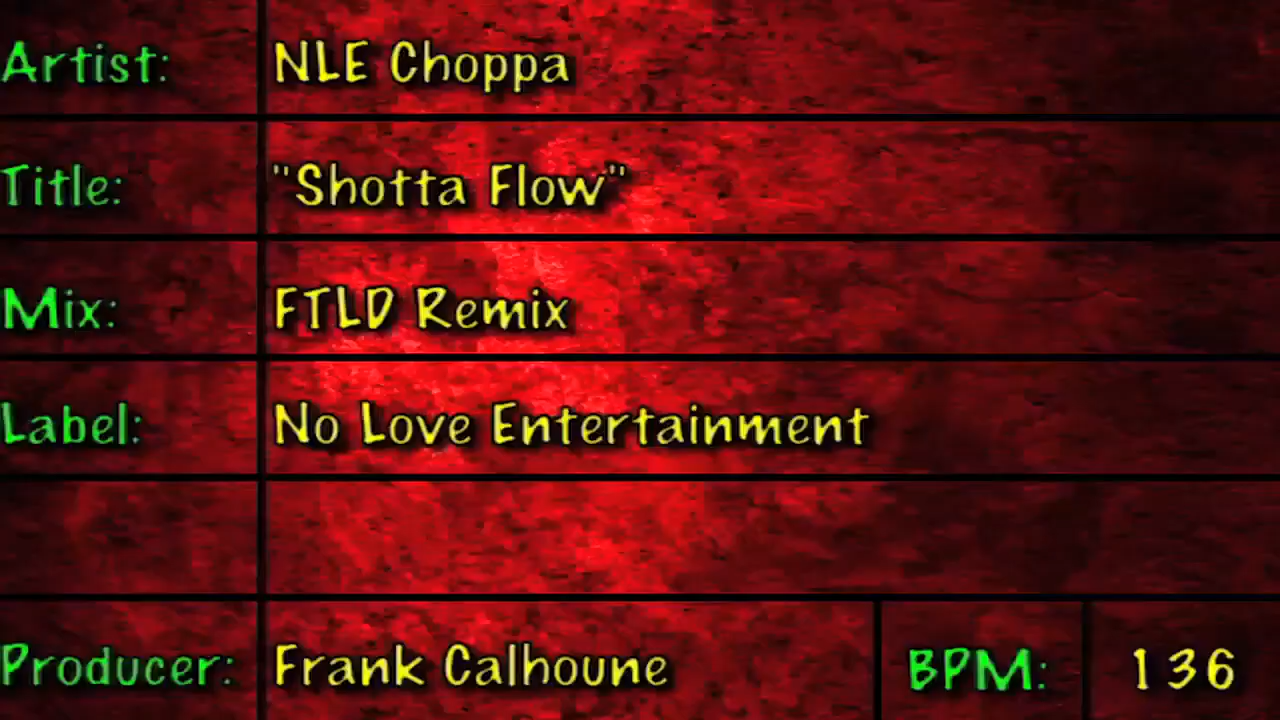 Artist: NLE Choppa
Title: "Shotta Flow"
Mix: FTLD Remix
Label: No Love Entertainment
Producer: Frank Calhoune BPM: 136